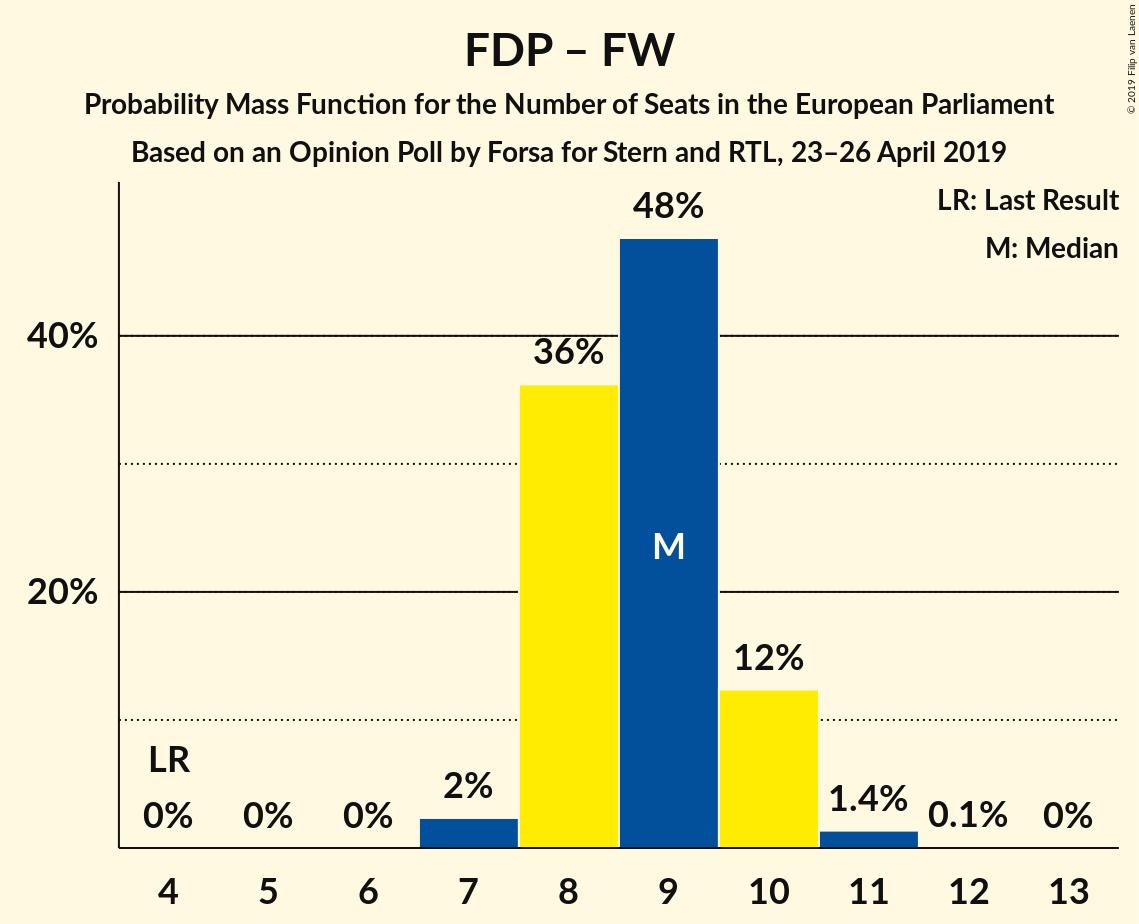 FDP – FW
Probability Mass Function for the Number of Seats in the European Parliament
Based on an Opinion Poll by Forsa for Stern and RTL, 23–26 April 2019
© 2019 Filip van Laenen
LR: Last Result
M: Median
48%
40%
36%
M
20%
12%
LR
2%
1.4%
0%
0%
0%
0.1%
0%
4
5
6
7
8
9
10
11
12
13